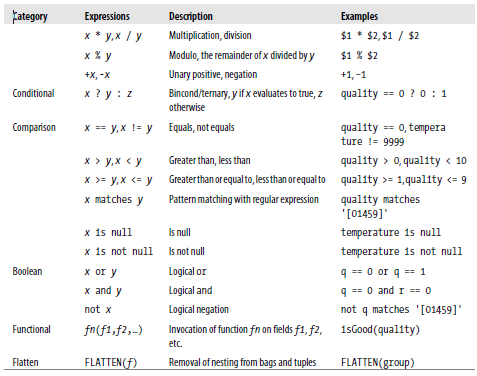 Category Expressions Description Examples
x * y, x / y Multiplication, division $1 * $2, $1 / $2
x % y Modulo, the remainder of x divided by y $1 % $2
+x, -x Unary positive, negation +1, -1
Conditional x ? y : z Bincond/ternary, y if x evaluates to true, z quality == 0 ? 0 : 1
otherwise
Comparison x == y, x != y Equals, not equals quality == 0, tempera
ture != 9999
x > y, x < y Greater than, less than quality > 0, quality < 10
x >= y, x <= y Greater than or equal to, less than or equal to quality >= 1, quality <= 9
x matches y Pattern matching with regular expression quality matches
'[01459]'
x is null Is null temperature is null
x is not null Is not null temperature is not null
Boolean x or y Logical or q == 0 or q == 1
x and y Logical and q == 0 and r == 0
not x Logical negation not q matches '[01459]'
Functional fn(f1,f2,…) Invocation of function fn on fields f1, f2, isGood(quality)
etc.
Flatten FLATTEN(f) Removal of nesting from bags and tuples FLATTEN(group)